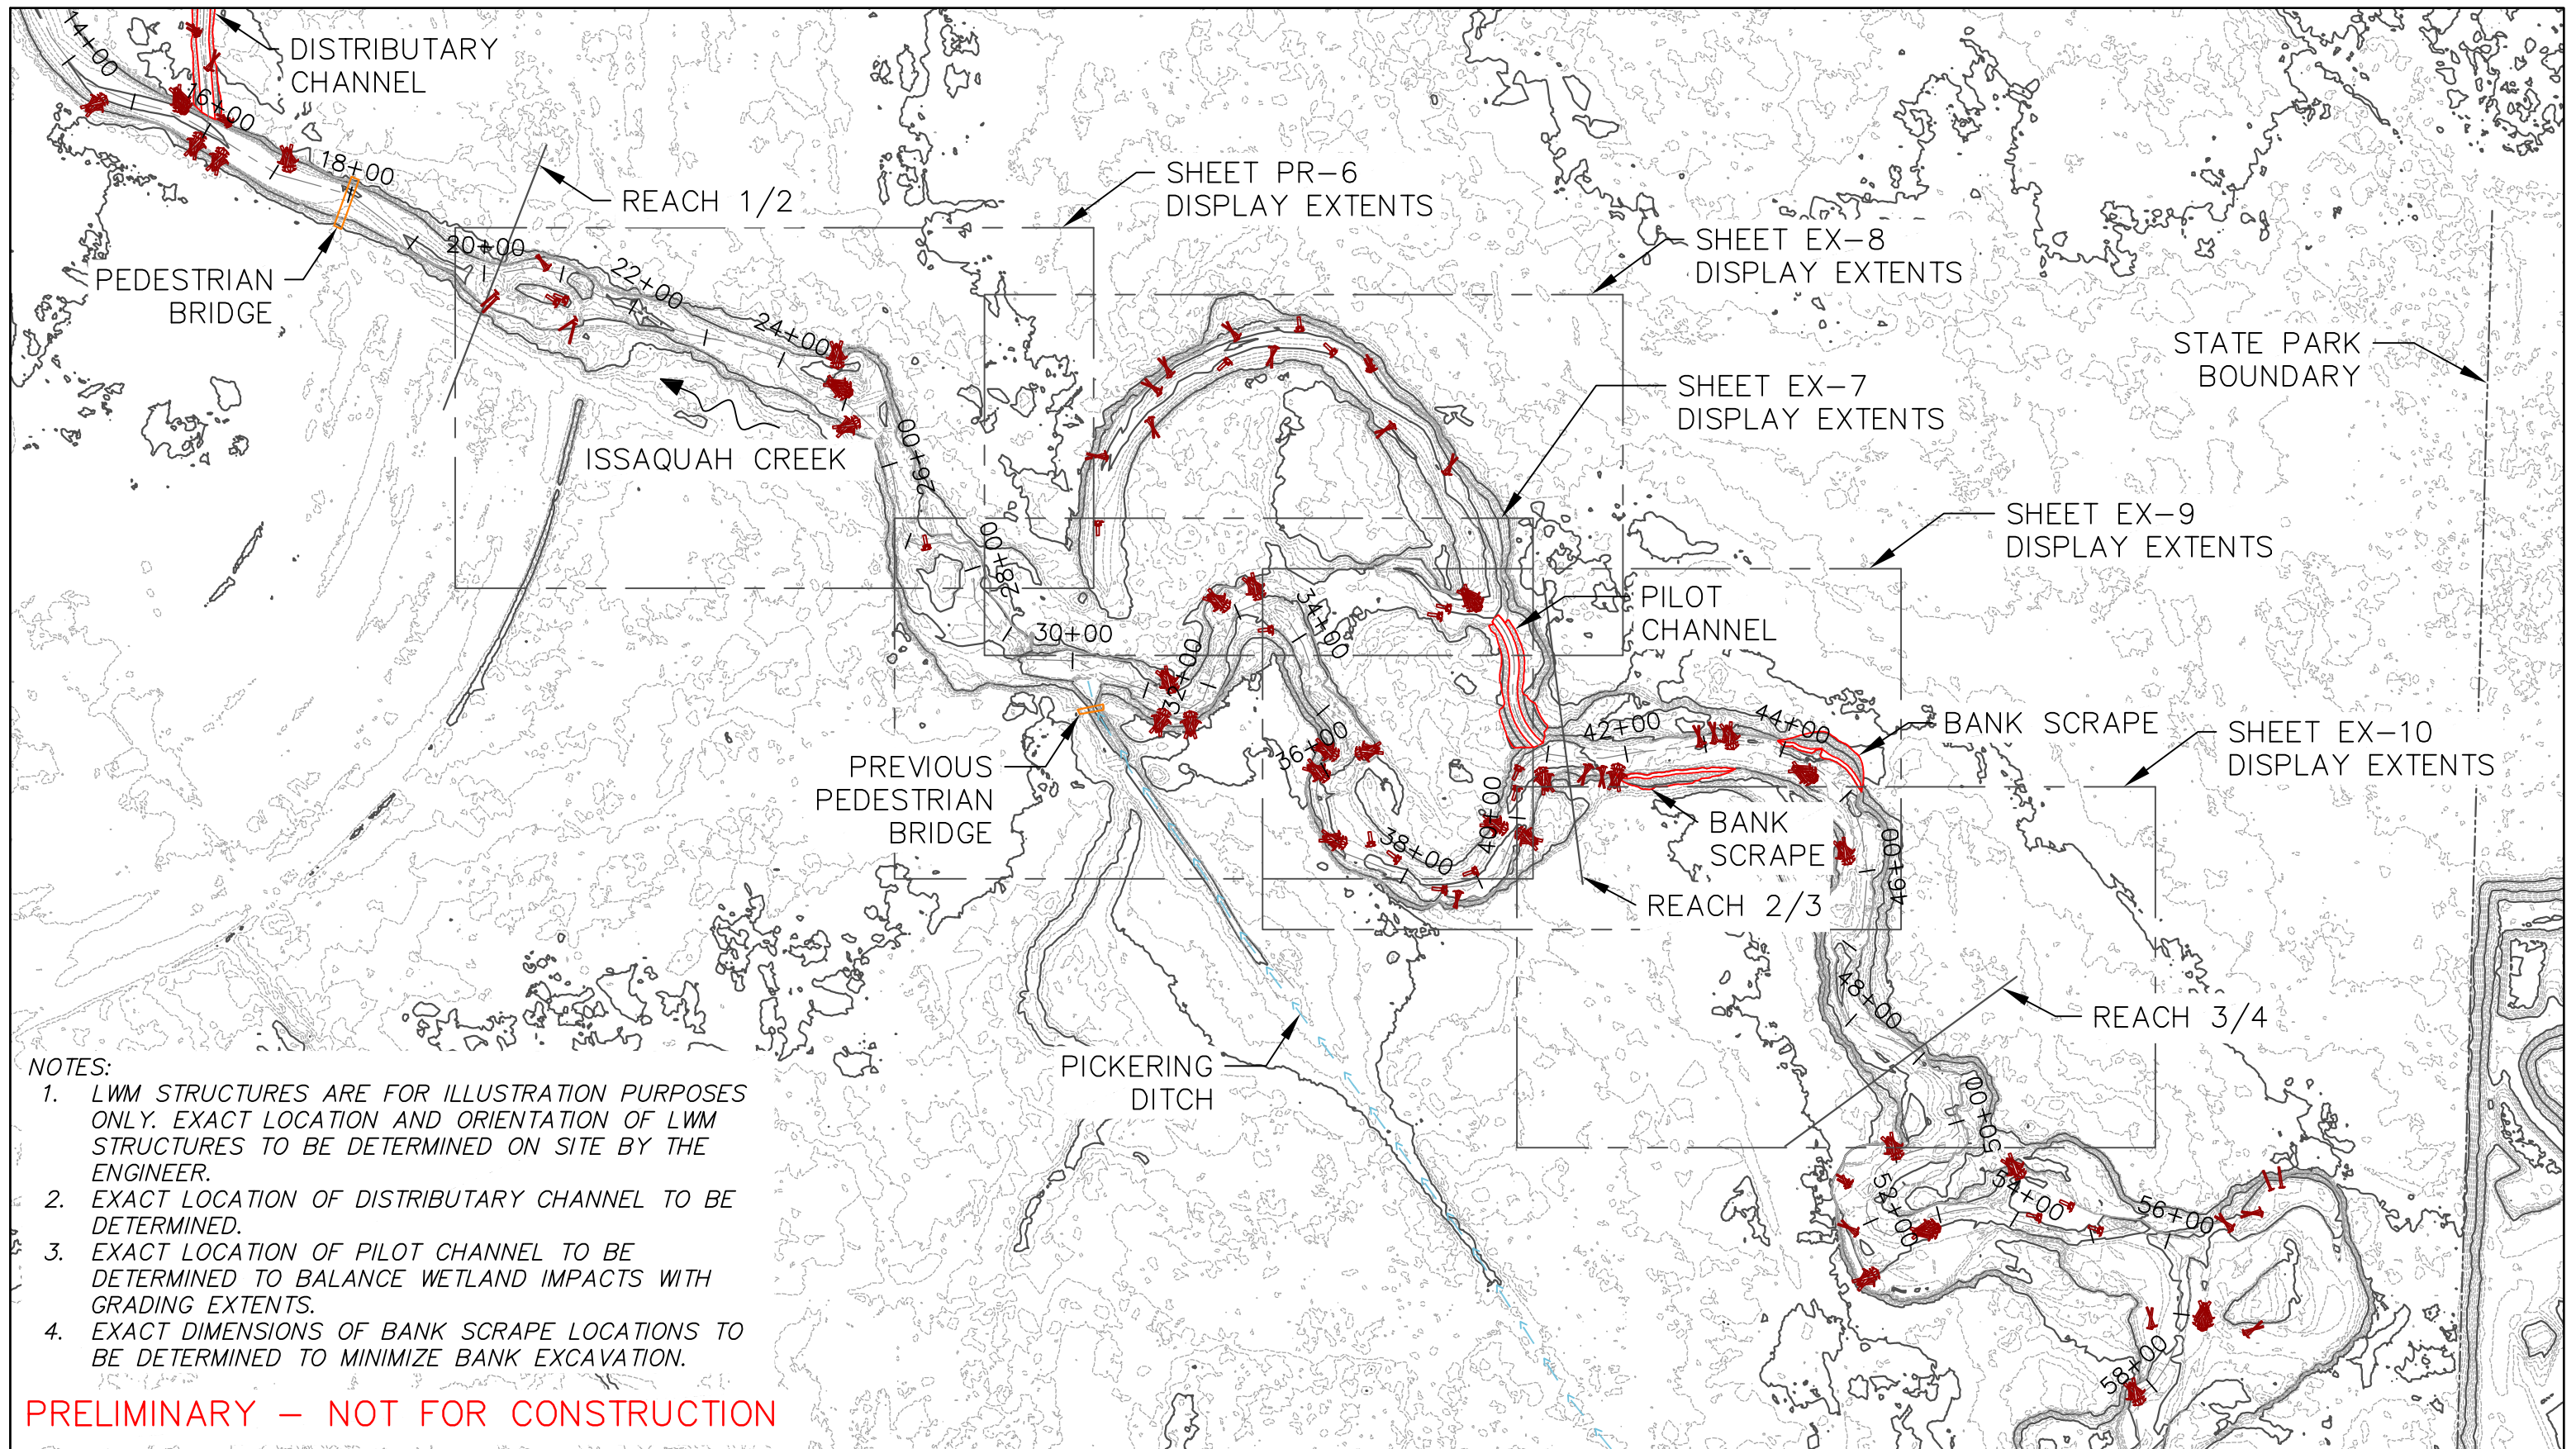 14+00
DISTRIBUTARY
CHANNEL
16+00
18+00
REACH 1/2
SHEET PR-6
DISPLAY EXTENTS
SHEET EX-8
DISPLAY EXTENTS
PEDESTRIAN
BRIDGE
20+00
22+00
24+00
STATE PARK
BOUNDARY
SHEET EX-7
DISPLAY EXTENTS
ISSAQUAH CREEK
26+00
28+00
SHEET EX-9
DISPLAY EXTENTS
30+00
32+00
34+00
PILOT
CHANNEL
36+00
38+00
40+00
42+00
44+00
BANK SCRAPE
SHEET EX-10
DISPLAY EXTENTS
PREVIOUS
PEDESTRIAN
BRIDGE
BANK
SCRAPE
46+00
REACH 2/3
48+00
REACH 3/4
PICKERING
DITCH
50+00
52+00
54+00
56+00
58+00
NOTES:
1. LWM STRUCTURES ARE FOR ILLUSTRATION PURPOSES
ONLY. EXACT LOCATION AND ORIENTATION OF LWM
STRUCTURES TO BE DETERMINED ON SITE BY THE
ENGINEER.
2. EXACT LOCATION OF DISTRIBUTARY CHANNEL TO BE
DETERMINED.
3. EXACT LOCATION OF PILOT CHANNEL TO BE
DETERMINED TO BALANCE WETLAND IMPACTS WITH
GRADING EXTENTS.
4. EXACT DIMENSIONS OF BANK SCRAPE LOCATIONS TO
BE DETERMINED TO MINIMIZE BANK EXCAVATION.
PRELIMINARY – NOT FOR CONSTRUCTION